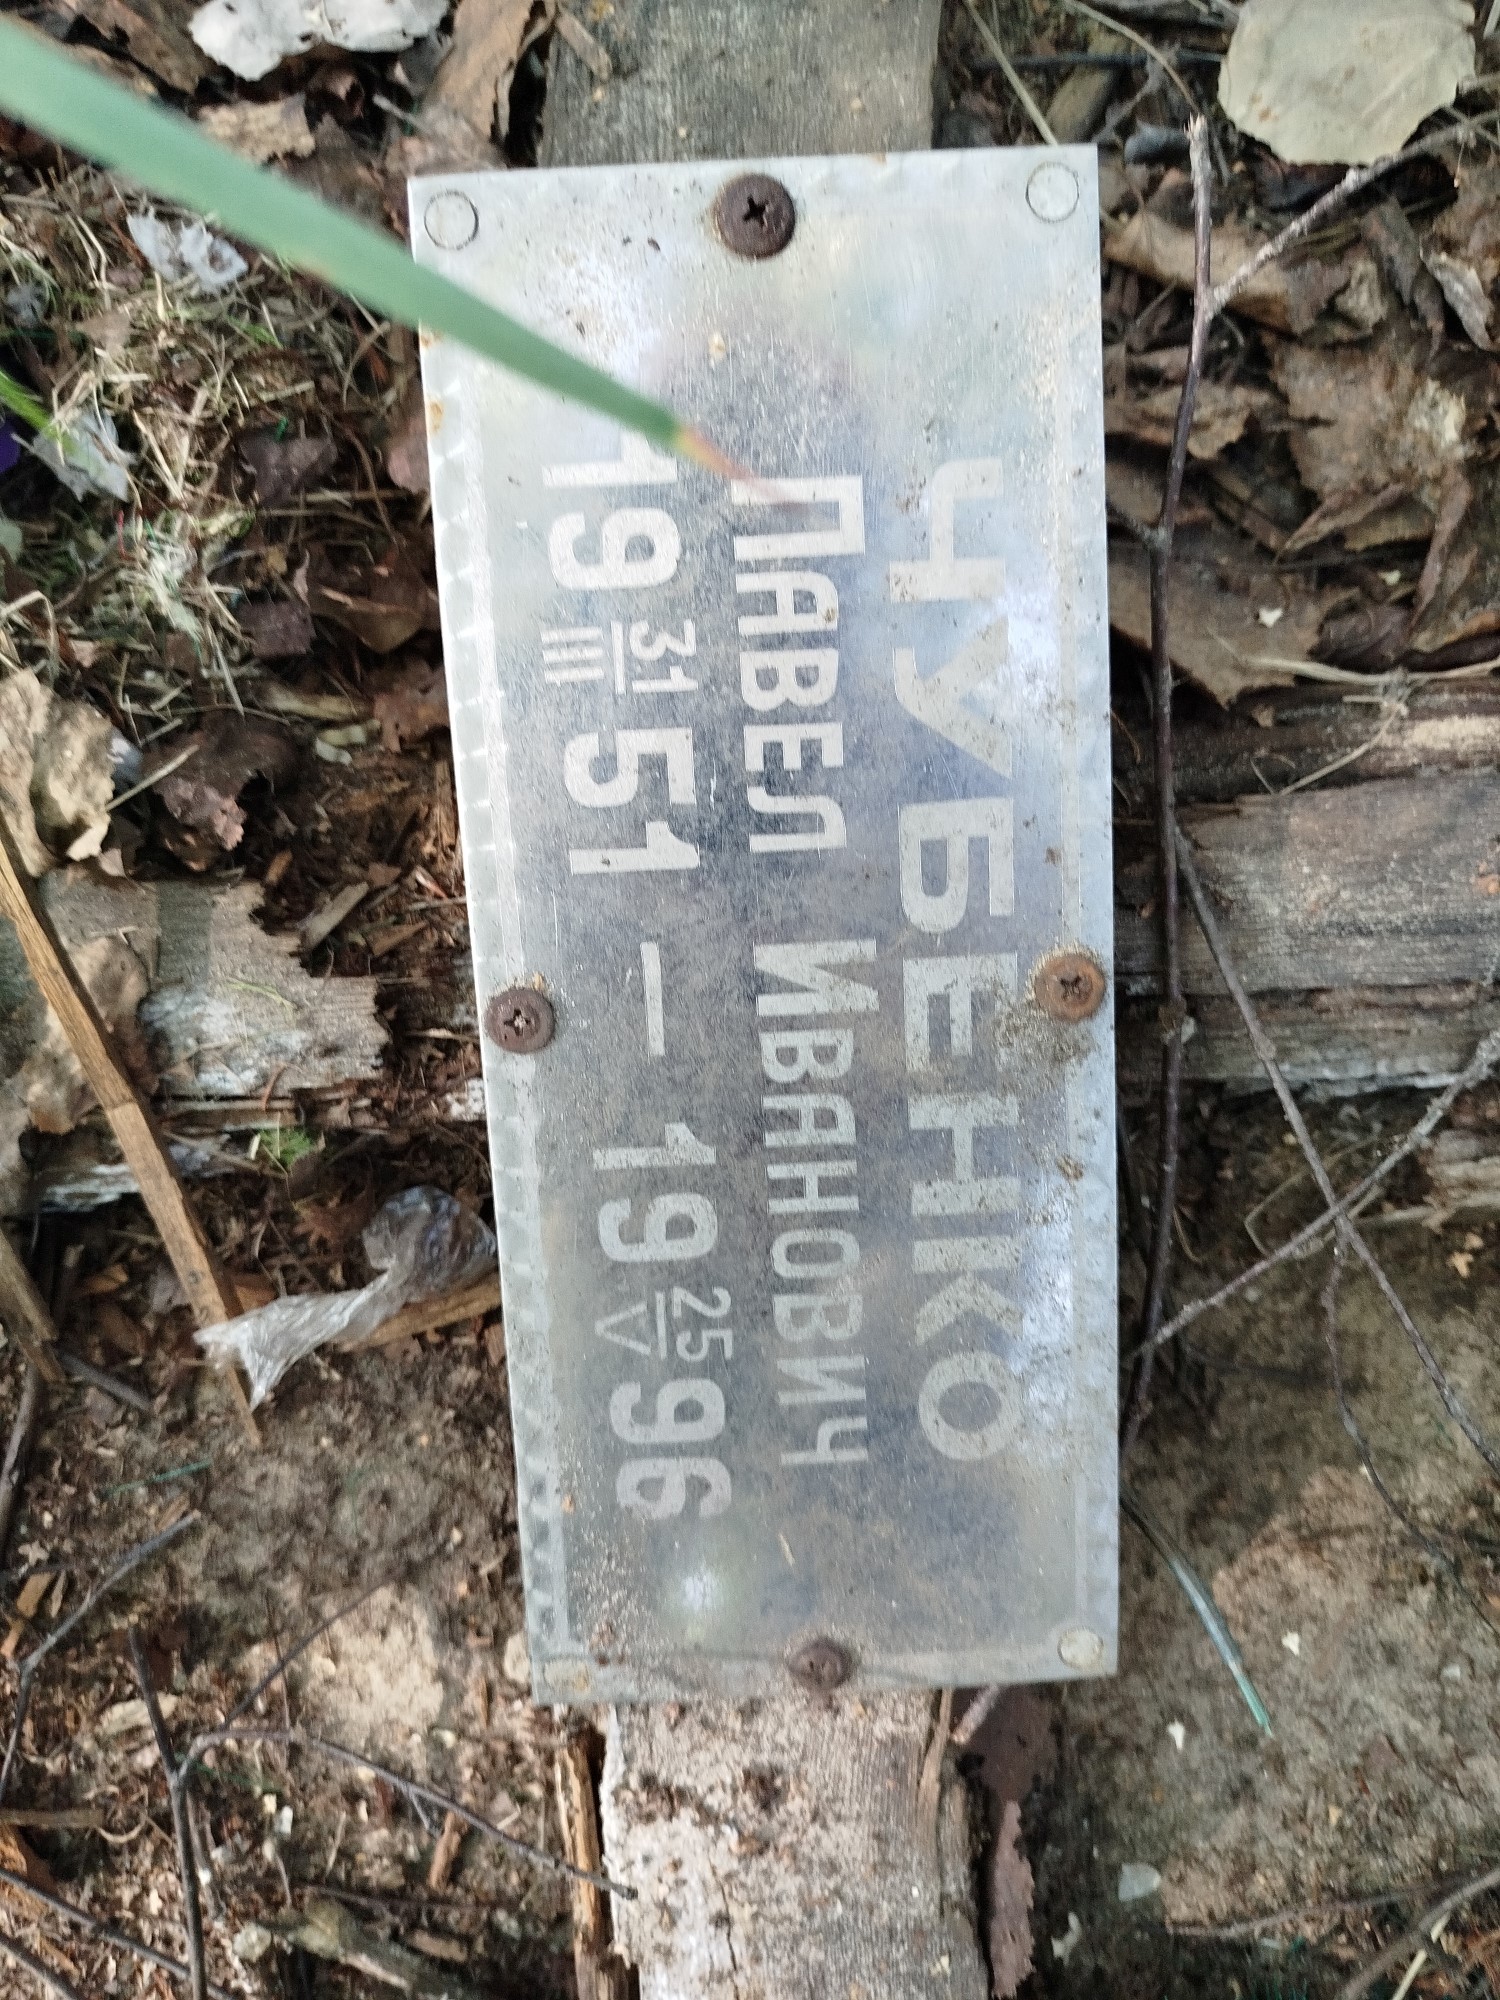 ЧУБЕНКО
ПАВЕЛ ИВАНОВИЧ
19 31/III 51 — 19 25/V 96